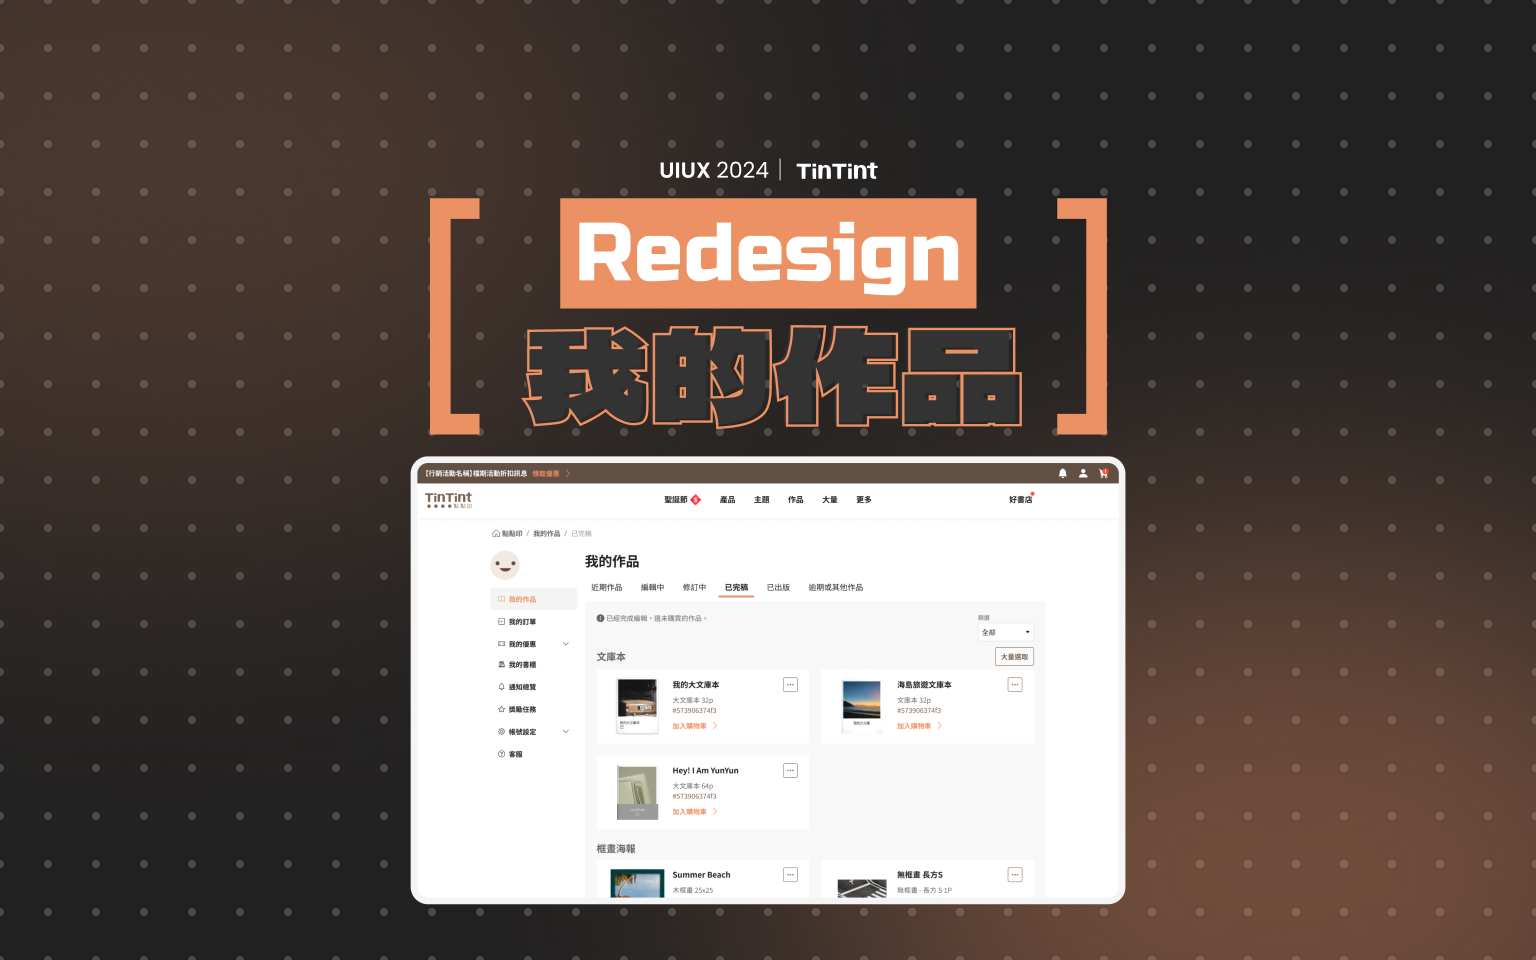 UIUX 2024 | TinTint
Redesign
我的作品
【行銷活動名稱】檔期活動折扣訊息 領取優惠
TinTint
點點印
聖誕節 產品 主題 作品 大量 更多 好書店
點點印 / 我的作品 / 已完稿
我的作品
近期作品 編輯中 修訂中 已完稿 已出版 逾期或其他作品
我的作品
我的訂單
我的優惠
我的書櫃
通知總覽
獎勵任務
帳號設定
客服
已經完成編輯，還未購買的作品。
篩選
全部
文庫本
大量選取
我的大文庫本
大文庫本 32p
#573906374f3
加入購物車
海島旅遊文庫本
文庫本 32p
#573906374f3
加入購物車
Hey! I Am YunYun
大文庫本 64p
#573906374f3
加入購物車
框畫海報
Summer Beach
木框畫 25x25
無框畫 長方S
無框畫 - 長方 S 1P